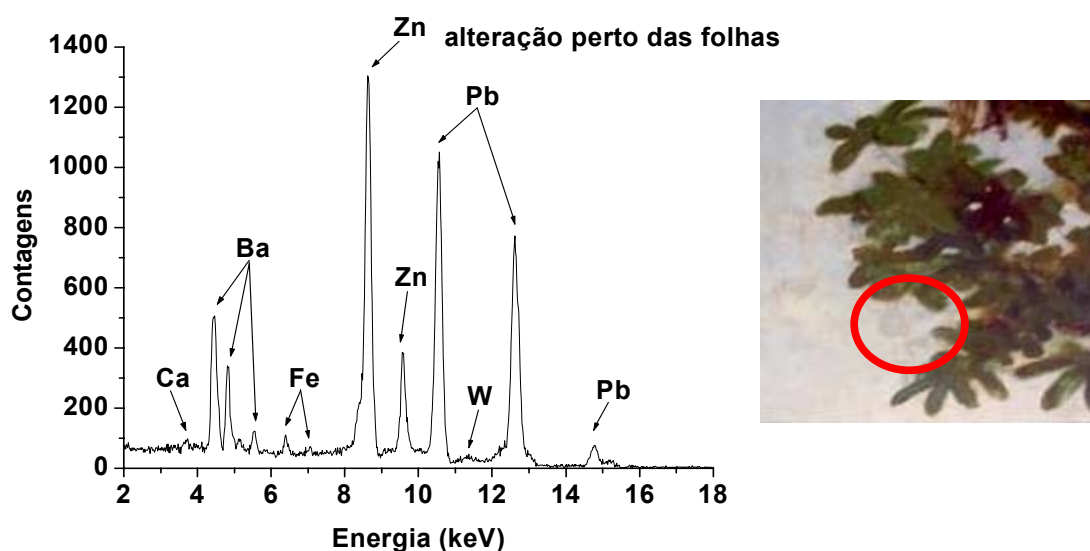 Zn
alteração perto das folhas
1400
1200
1000
800
600
400
200
0
Contagens
Pb
Ba
Zn
Ca
Fe
W
Pb
2 4 6 8 10 12 14 16 18
Energia (keV)